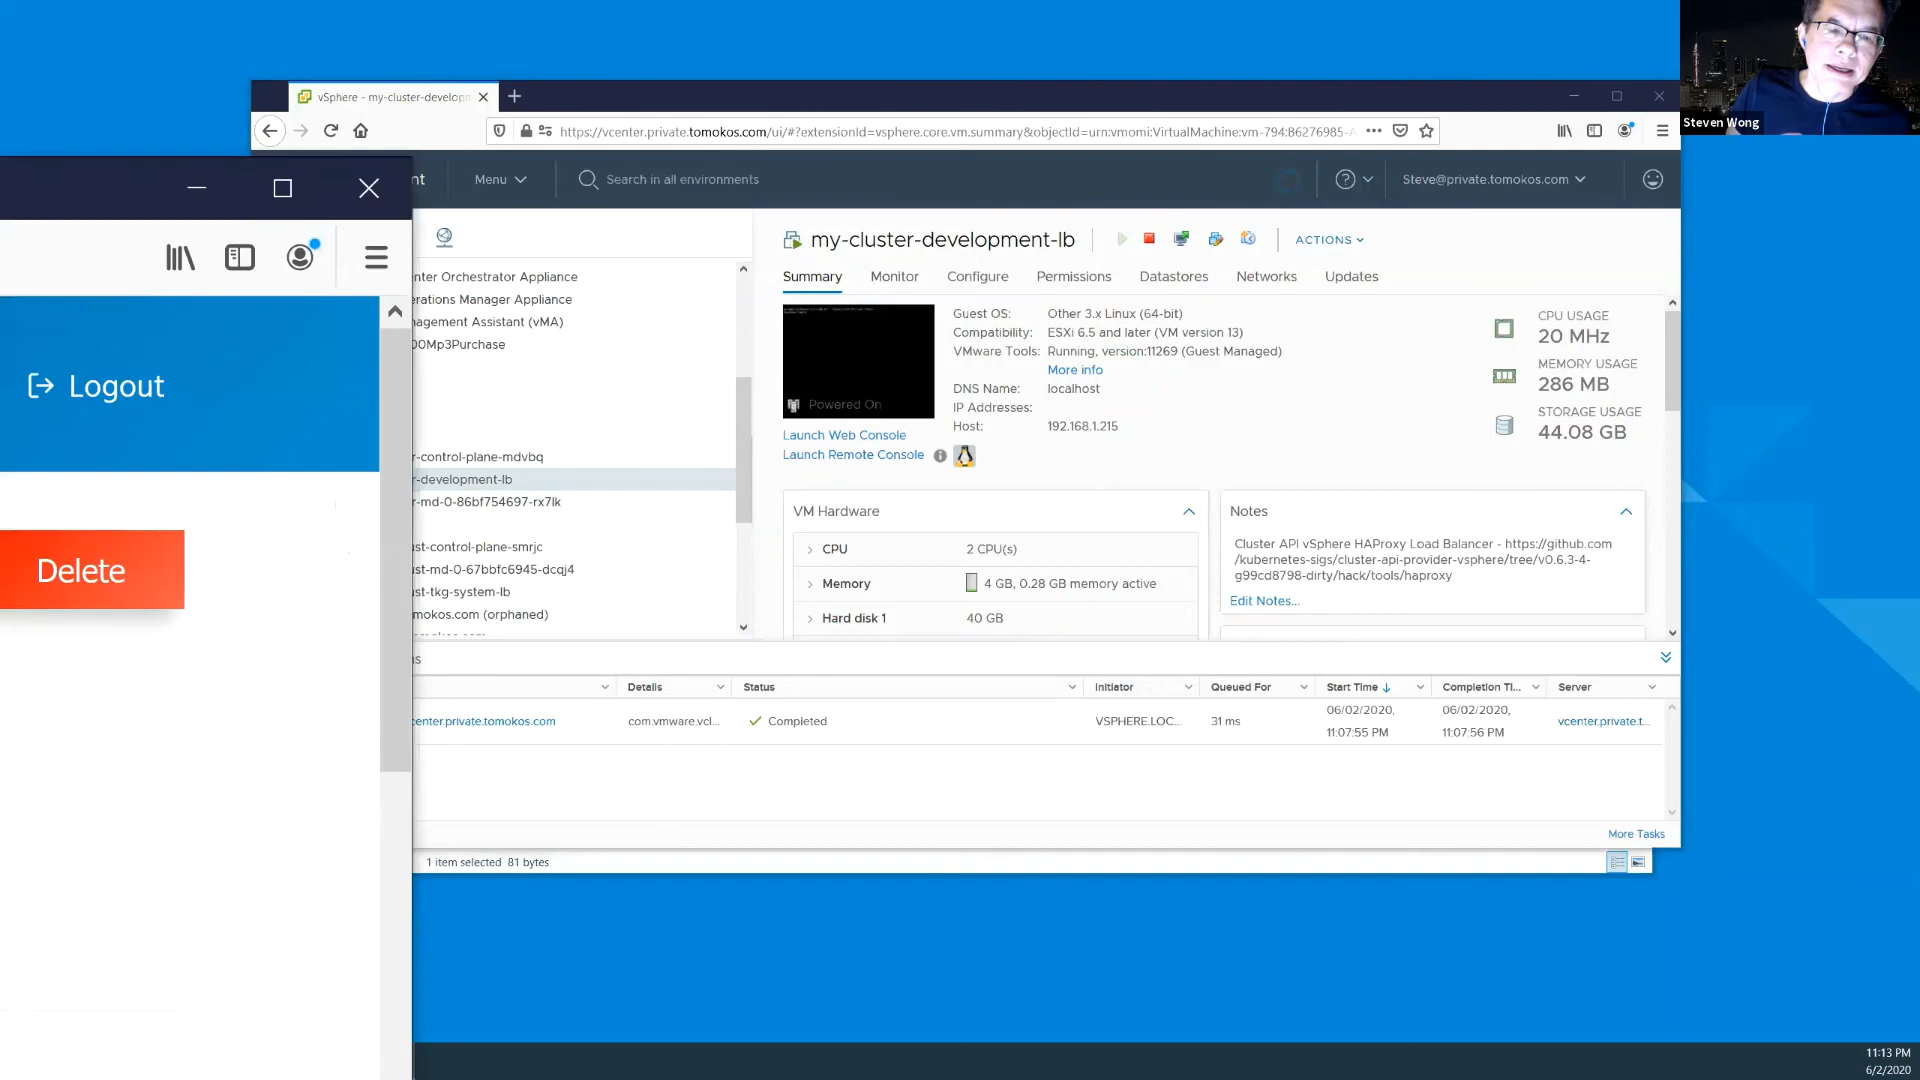 Steven Wong
vSphere - my-cluster-develop
https://vcenter.private.tomokos.com/ui/#?extensionId=vsphere.core.vm.summary&objectId=urn:vmomi:VirtualMachine:vm-794:B6276985-
nt
Menu
Search in all environments
Steve@private.tomokos.com
Logout
Delete
enter Orchestrator Appliance
erations Manager Appliance
nagement Assistant (vMA)
00Mp3Purchase
r-control-plane-mdvbq
r-development-lb
r-md-0-86bf754697-rx7lk
ust-control-plane-smrjc
ust-md-0-67bbfc6945-dcqj4
ust-tkg-system-lb
mokos.com (orphaned)
my-cluster-development-lb
ACTIONS
Summary Monitor Configure Permissions Datastores Networks Updates
Powered On
Launch Web Console
Launch Remote Console
Guest OS: Other 3.x Linux (64-bit)
Compatibility: ESXi 6.5 and later (VM version 13)
VMware Tools: Running, version:11269 (Guest Managed)
More info
DNS Name: localhost
IP Addresses:
Host: 192.168.1.215
CPU USAGE
20 MHz
MEMORY USAGE
286 MB
STORAGE USAGE
44.08 GB
VM Hardware
CPU 2 CPU(s)
Memory 4 GB, 0.28 GB memory active
Hard disk 1 40 GB
Notes
Cluster API vSphere HAProxy Load Balancer - https://github.com
/kubernetes-sigs/cluster-api-provider-vsphere/tree/v0.6.3-4-
g99cd8798-dirty/hack/tools/haproxy
Edit Notes...
s
Details Status Initiator Queued For Start Time Completion Ti... Server
center.private.tomokos.com com.vmware.vcl... Completed VSPHERE.LOC... 31 ms 06/02/2020, 06/02/2020, vcenter.private.t...
11:07:55 PM 11:07:56 PM
More Tasks
1 item selected 81 bytes
11:13 PM
6/2/2020